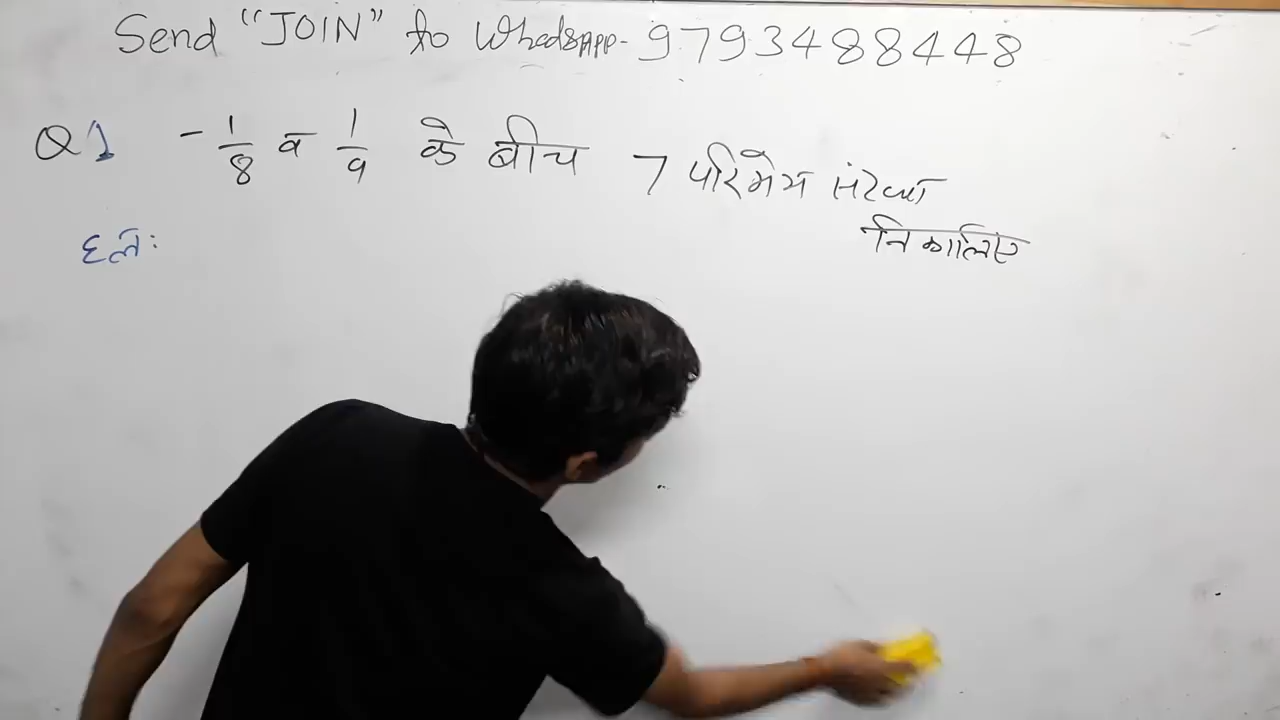 Send "JOIN" to WhatsApp - 9793488448
Q1 -1/8 व 1/9 के बीच 7 परिमेय संख्या
निकालिए
हल: